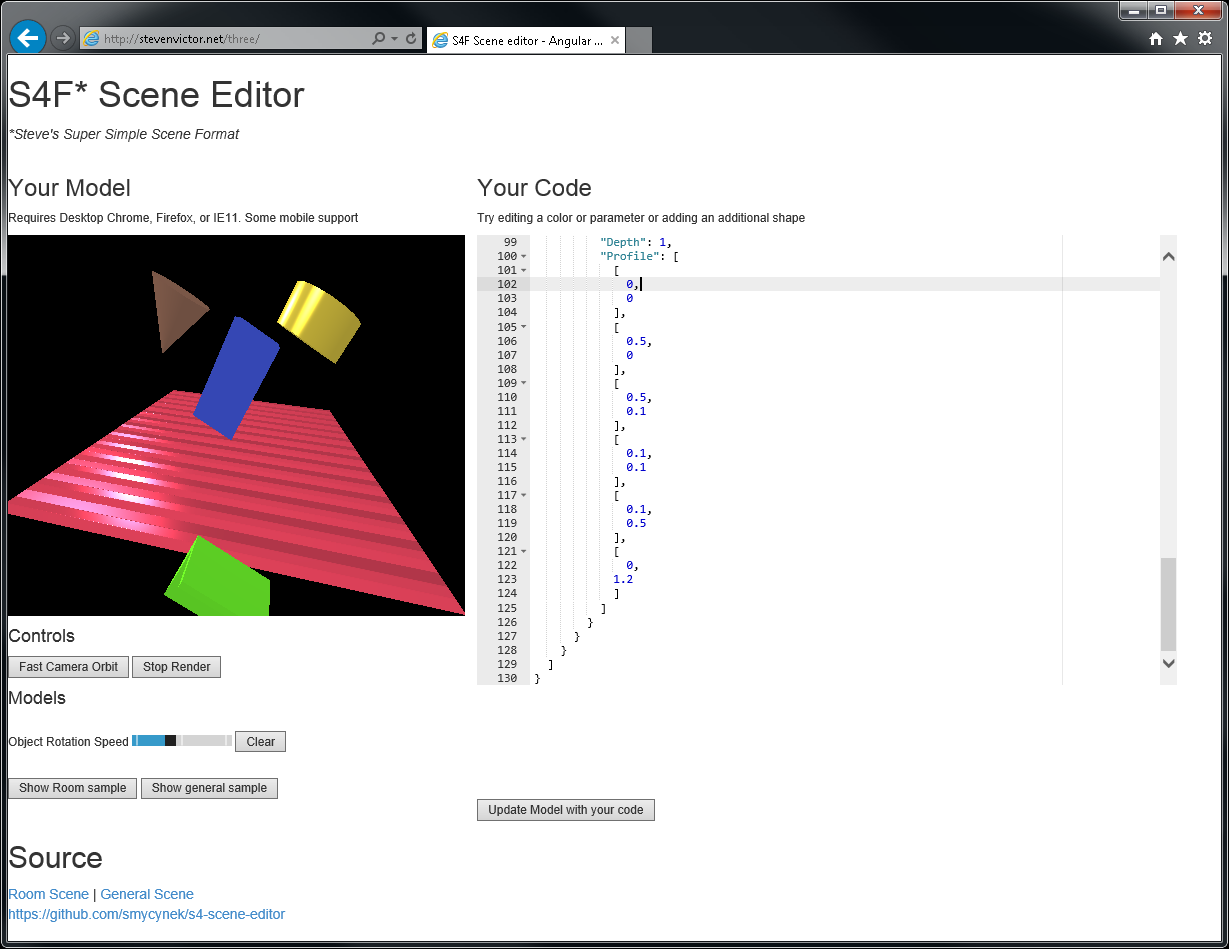 http://stevenvictor.net/three/
S4F Scene editor - Angular ...
S4F* Scene Editor
*Steve's Super Simple Scene Format
Your Model
Requires Desktop Chrome, Firefox, or IE11. Some mobile support
Controls
Fast Camera Orbit Stop Render
Models
Object Rotation Speed Clear
Show Room sample Show general sample
Your Code
Try editing a color or parameter or adding an additional shape
99 "Depth": 1,
100 "Profile": [
101 [
102 0,
103 0
104 ],
105 [
106 0.5,
107 0
108 ],
109 [
110 0.5,
111 0.1
112 ],
113 [
114 0.1,
115 0.1
116 ],
117 [
118 0.1,
119 0.5
120 ],
121 [
122 0,
123 1.2
124 ]
125 ]
126 }
127 }
128 }
129 ]
130 }
Update Model with your code
Source
Room Scene | General Scene
https://github.com/smycynek/s4-scene-editor